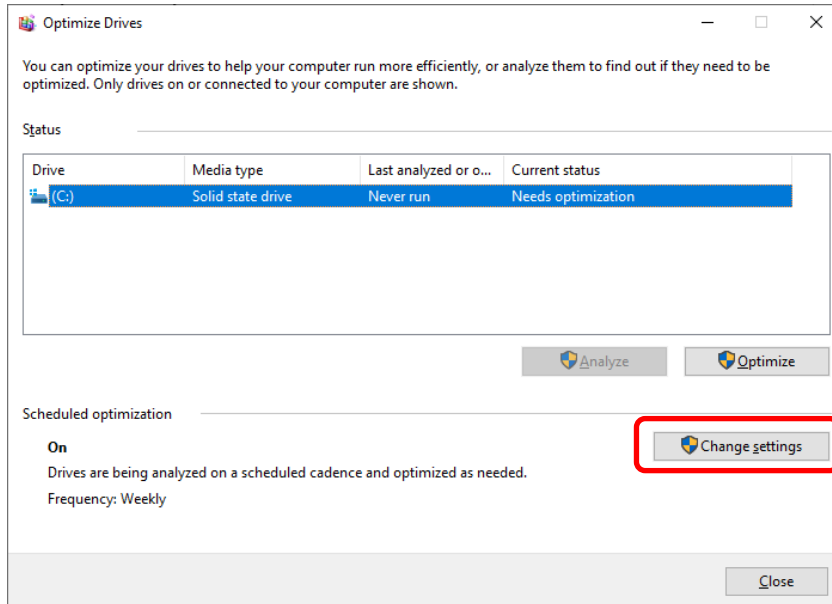 Optimize Drives
You can optimize your drives to help your computer run more efficiently, or analyze them to find out if they need to be
optimized. Only drives on or connected to your computer are shown.
Status
Drive Media type Last analyzed or o... Current status
(C:) Solid state drive Never run Needs optimization
Analyze Optimize
Scheduled optimization
On
Change settings
Drives are being analyzed on a scheduled cadence and optimized as needed.
Frequency: Weekly
Close